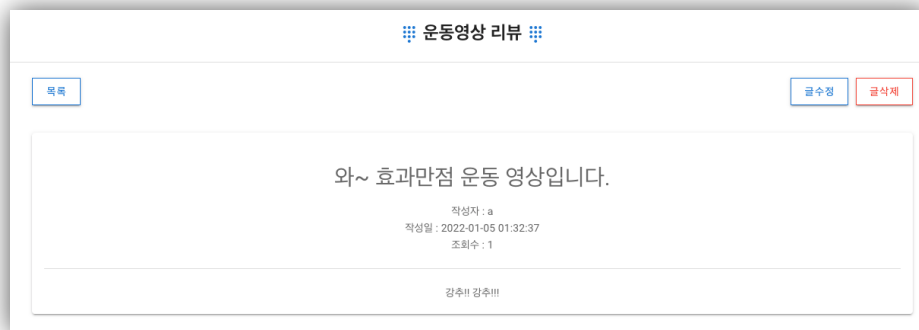 운동영상 리뷰
목록
글수정 글삭제
와~ 효과만점 운동 영상입니다.
작성자 : a
작성일 : 2022-01-05 01:32:37
조회수 : 1
강추!! 강추!!!